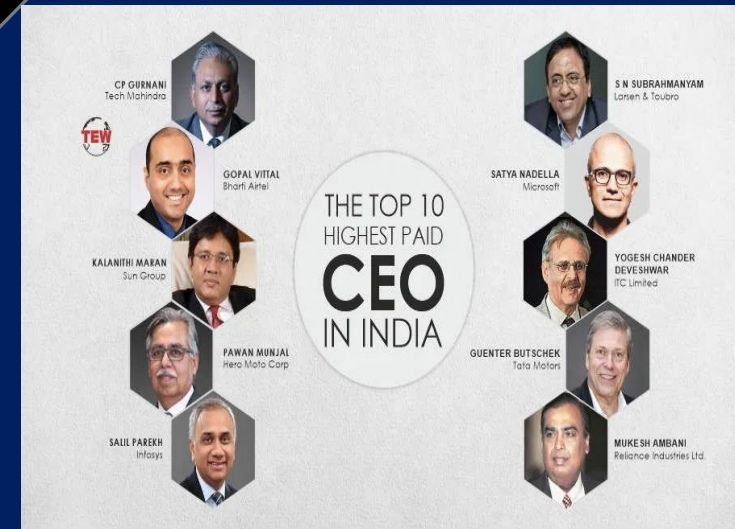 CP GURNANI
Tech Mahindra
TEW
GOPAL VITTAL
Bharti Airtel
KALANITHI MARAN
Sun Group
PAWAN MUNJAL
Hero Moto Corp
SALIL PAREKH
Infosys
THE TOP 10
HIGHEST PAID
CEO
IN INDIA
S N SUBRAHMANYAM
Larsen & Toubro
SATYA NADELLA
Microsoft
YOGESH CHANDER
DEVESHWAR
ITC Limited
GUENTER BUTSCHEK
Tata Motors
MUKESH AMBANI
Reliance Industries Ltd.